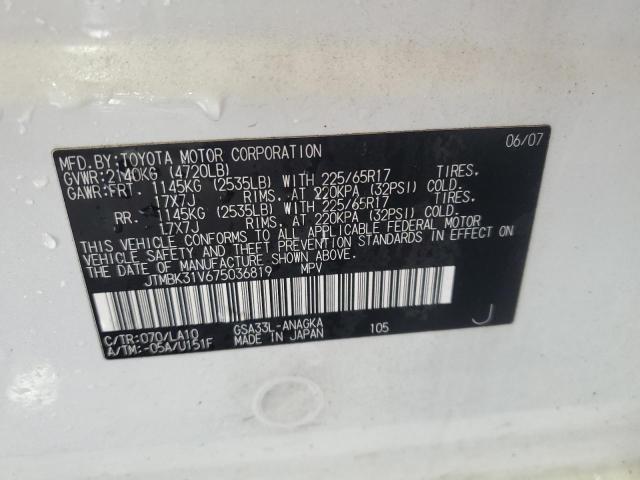 06/07
MFD.BY:TOYOTA MOTOR CORPORATION
GVWR:2140KG (4720LB)
GAWR:FRT. 1145KG (2535LB) WITH 225/65R17 TIRES.
17X7J RIMS. AT 220KPA (32PSI) COLD.
RR. 1145KG (2535LB) WITH 225/65R17 TIRES.
17X7J RIMS. AT 220KPA (32PSI) COLD.
THIS VEHICLE CONFORMS TO ALL APPLICABLE FEDERAL MOTOR
VEHICLE SAFETY AND THEFT PREVENTION STANDARDS IN EFFECT ON
THE DATE OF MANUFACTURE SHOWN ABOVE.
JTMBK31V675036819 MPV
C/TR:070/LA10 GSA33L-ANAGKA 105
A/TM:-05A/U151F MADE IN JAPAN
J